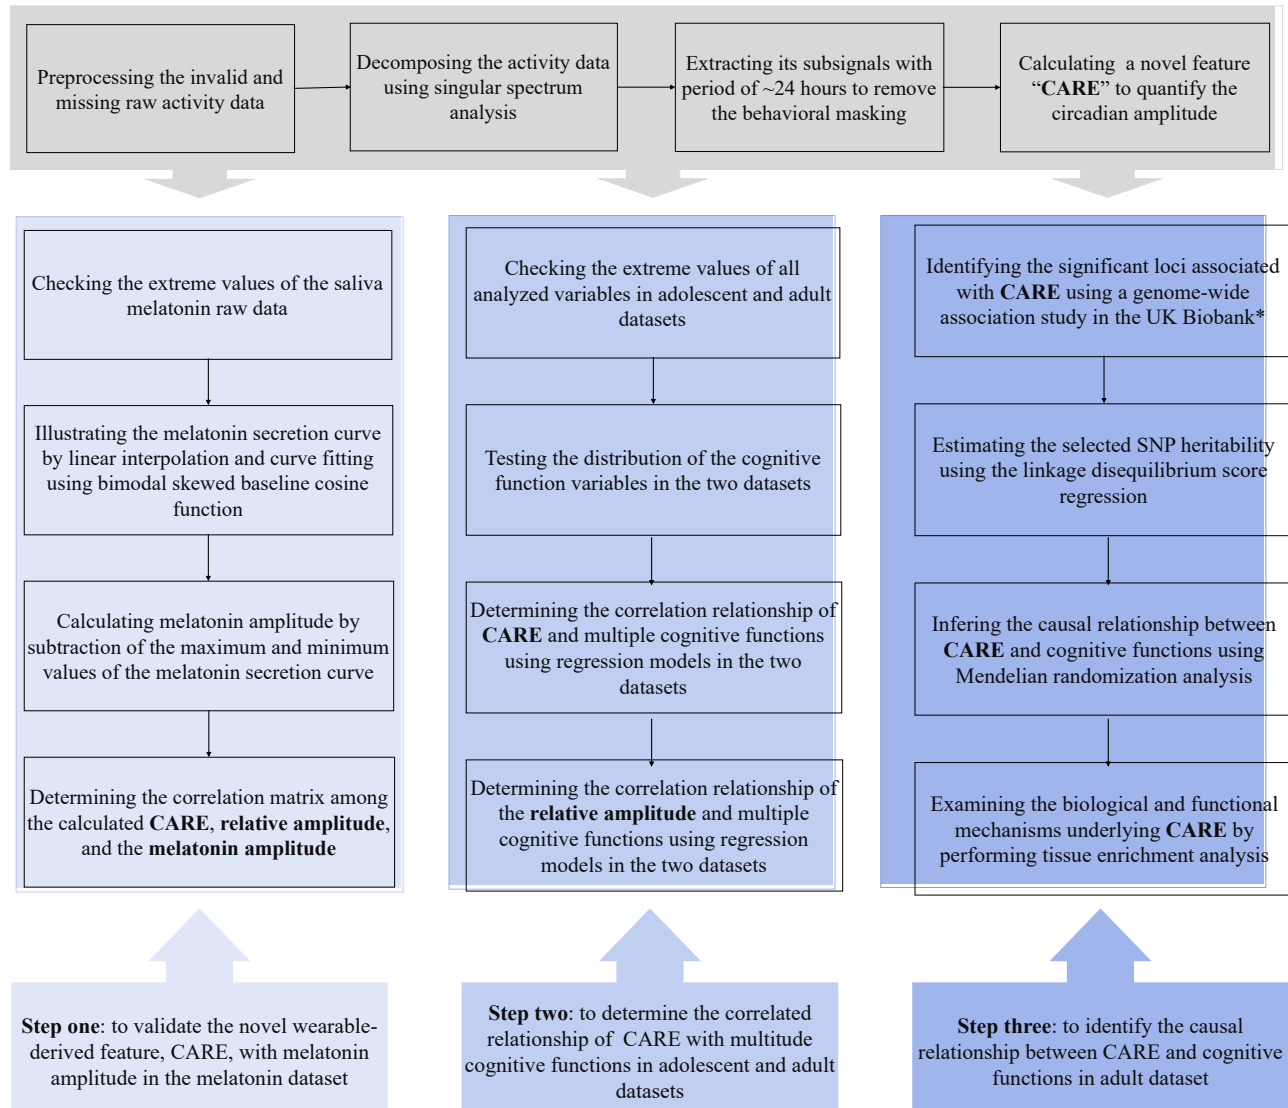 Preprocessing the invalid and
missing raw activity data
Decomposing the activity data
using singular spectrum
analysis
Extracting its subsignals with
period of ~24 hours to remove
the behavioral masking
Calculating a novel feature
“CARE” to quantify the
circadian amplitude
Checking the extreme values of the saliva
melatonin raw data
Illustrating the melatonin secretion curve
by linear interpolation and curve fitting
using bimodal skewed baseline cosine
function
Calculating melatonin amplitude by
subtraction of the maximum and minimum
values of the melatonin secretion curve
Determining the correlation matrix among
the calculated CARE, relative amplitude,
and the melatonin amplitude
Step one: to validate the novel wearable-
derived feature, CARE, with melatonin
amplitude in the melatonin dataset
Checking the extreme values of all
analyzed variables in adolescent and adult
datasets
Testing the distribution of the cognitive
function variables in the two datasets
Determining the correlation relationship of
CARE and multiple cognitive functions
using regression models in the two
datasets
Determining the correlation relationship of
the relative amplitude and multiple
cognitive functions using regression
models in the two datasets
Step two: to determine the correlated
relationship of CARE with multitude
cognitive functions in adolescent and adult
datasets
Identifying the significant loci associated
with CARE using a genome-wide
association study in the UK Biobank*
Estimating the selected SNP heritability
using the linkage disequilibrium score
regression
Infering the causal relationship between
CARE and cognitive functions using
Mendelian randomization analysis
Examining the biological and functional
mechanisms underlying CARE by
performing tissue enrichment analysis
Step three: to identify the causal
relationship between CARE and cognitive
functions in adult dataset